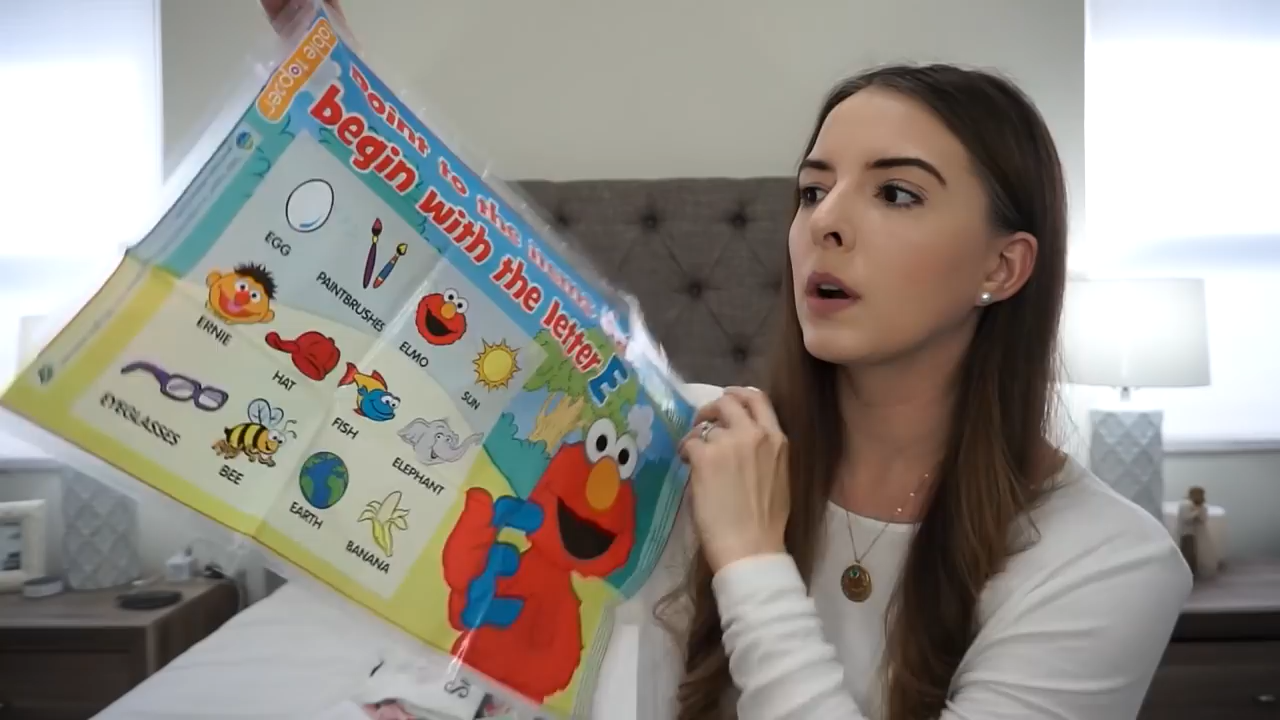 Table Topper
Point to the items that
begin with the letter E
EGG
PAINTBRUSHES
ELMO
SUN
ERNIE
HAT
FISH
ELEPHANT
EYEGLASSES
BEE
EARTH
BANANA
E